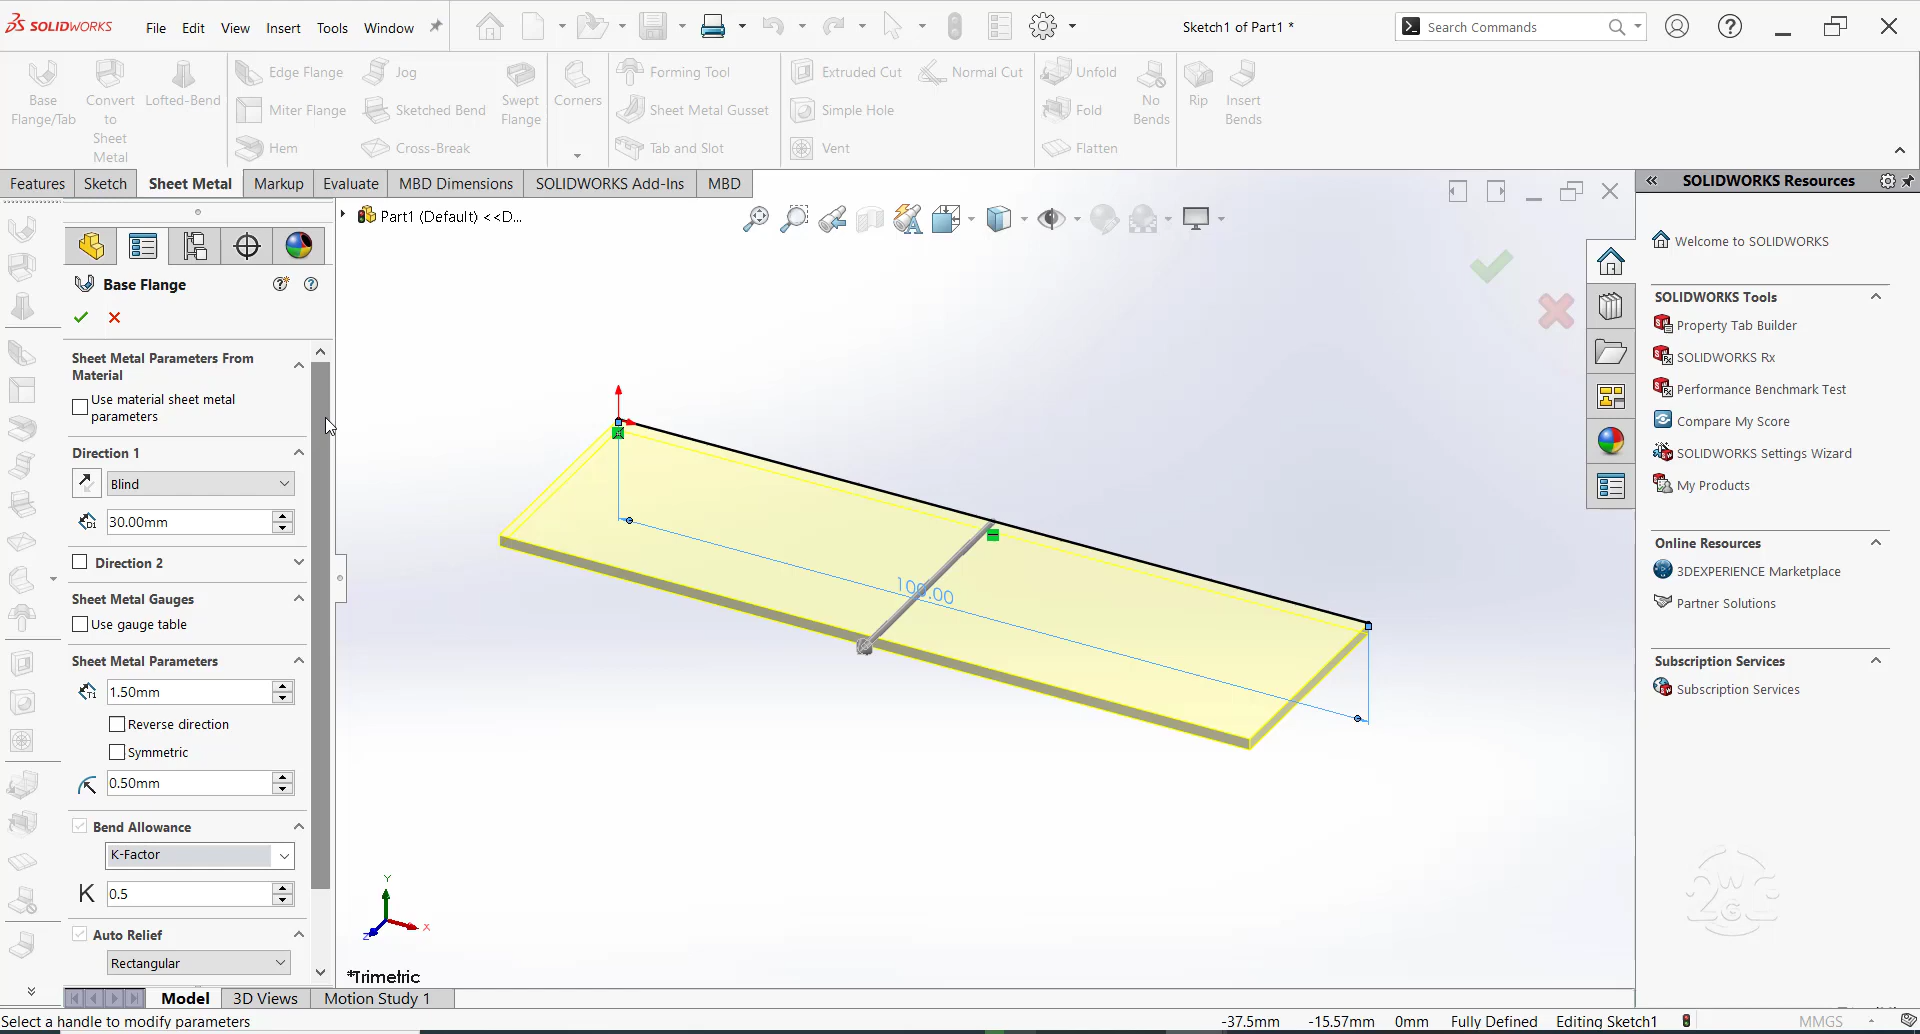 SOLIDWORKS
File Edit View Insert Tools Window
Sketch1 of Part1 *
Search Commands
Base Flange/Tab
Convert to Sheet Metal
Lofted-Bend
Edge Flange
Miter Flange
Hem
Jog
Sketched Bend
Cross-Break
Swept Flange
Corners
Forming Tool
Sheet Metal Gusset
Tab and Slot
Extruded Cut
Simple Hole
Vent
Normal Cut
Unfold
Fold
Flatten
No Bends
Rip
Insert Bends
Features Sketch Sheet Metal Markup Evaluate MBD Dimensions SOLIDWORKS Add-Ins MBD
Part1 (Default) <<D...
Base Flange
Sheet Metal Parameters From
Material
Use material sheet metal
parameters
Direction 1
Blind
D1
30.00mm
Direction 2
Sheet Metal Gauges
Use gauge table
Sheet Metal Parameters
T1
1.50mm
Reverse direction
Symmetric
0.50mm
Bend Allowance
K-Factor
K
0.5
Auto Relief
Rectangular
100.00
Y
X
Z
*Trimetric
Model 3D Views Motion Study 1
SOLIDWORKS Resources
Welcome to SOLIDWORKS
SOLIDWORKS Tools
Property Tab Builder
SOLIDWORKS Rx
Performance Benchmark Test
Compare My Score
SOLIDWORKS Settings Wizard
My Products
Online Resources
3DEXPERIENCE Marketplace
Partner Solutions
Subscription Services
Subscription Services
Select a handle to modify parameters
-37.5mm -15.57mm 0mm Fully Defined Editing Sketch1 MMGS